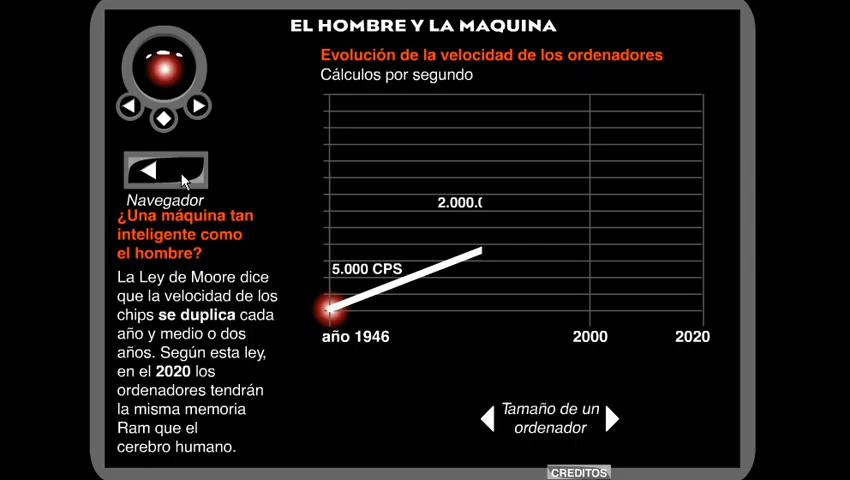 EL HOMBRE Y LA MAQUINA
Evolución de la velocidad de los ordenadores
Cálculos por segundo
Navegador
¿Una máquina tan
inteligente como
el hombre?
La Ley de Moore dice
que la velocidad de los
chips se duplica cada
año y medio o dos
años. Según esta ley,
en el 2020 los
ordenadores tendrán
la misma memoria
Ram que el
cerebro humano.
5.000 CPS
año 1946
2000
2020
Tamaño de un
ordenador
CREDITOS